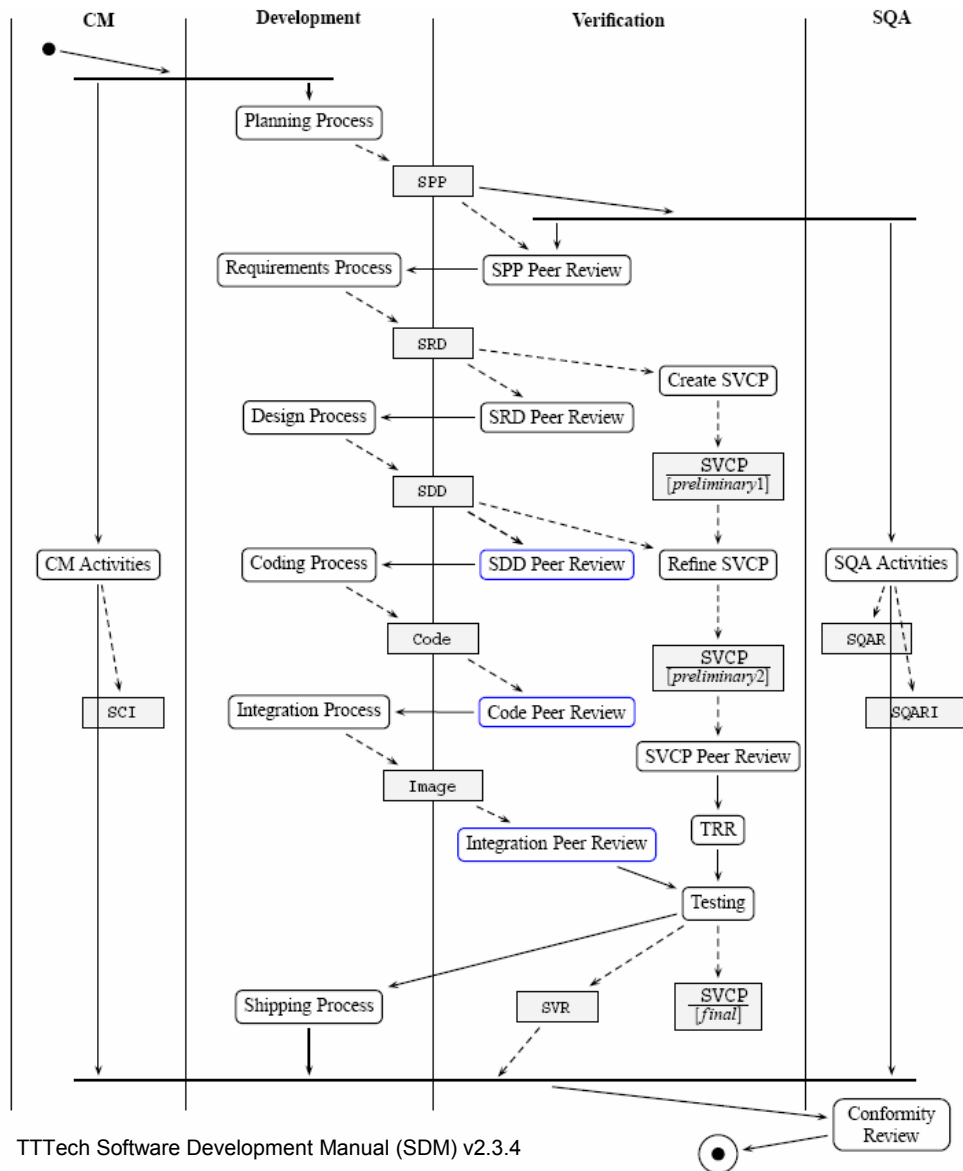 CM Development Verification SQA
Planning Process
SPP
Requirements Process SPP Peer Review
SRD
Create SVCP
Design Process SRD Peer Review
SVCP
[preliminary1]
SDD
CM Activities Coding Process SDD Peer Review Refine SVCP SQA Activities
Code SQAR
SVCP
[preliminary2]
SCI Integration Process Code Peer Review SQARI
SVCP Peer Review
Image
TRR
Integration Peer Review
Testing
Shipping Process SVR
SVCP
[final]
Conformity
Review
TTTech Software Development Manual (SDM) v2.3.4